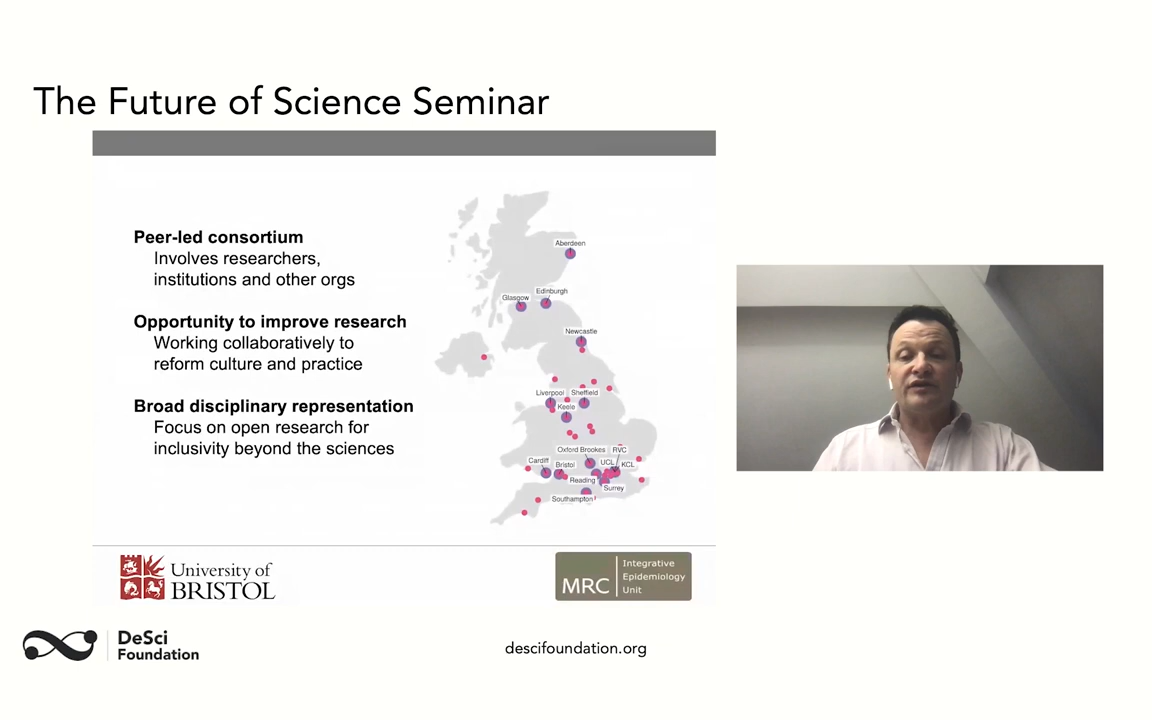 The Future of Science Seminar
Peer-led consortium
Involves researchers,
institutions and other orgs
Opportunity to improve research
Working collaboratively to
reform culture and practice
Broad disciplinary representation
Focus on open research for
inclusivity beyond the sciences
Aberdeen
Edinburgh
Glasgow
Newcastle
Liverpool
Sheffield
Keele
Oxford Brookes
RVC
Cardiff
Bristol
UCL
KCL
Reading
Surrey
Southampton
University of
BRISTOL
MRC
Integrative
Epidemiology
Unit
DeSci
Foundation
descifoundation.org